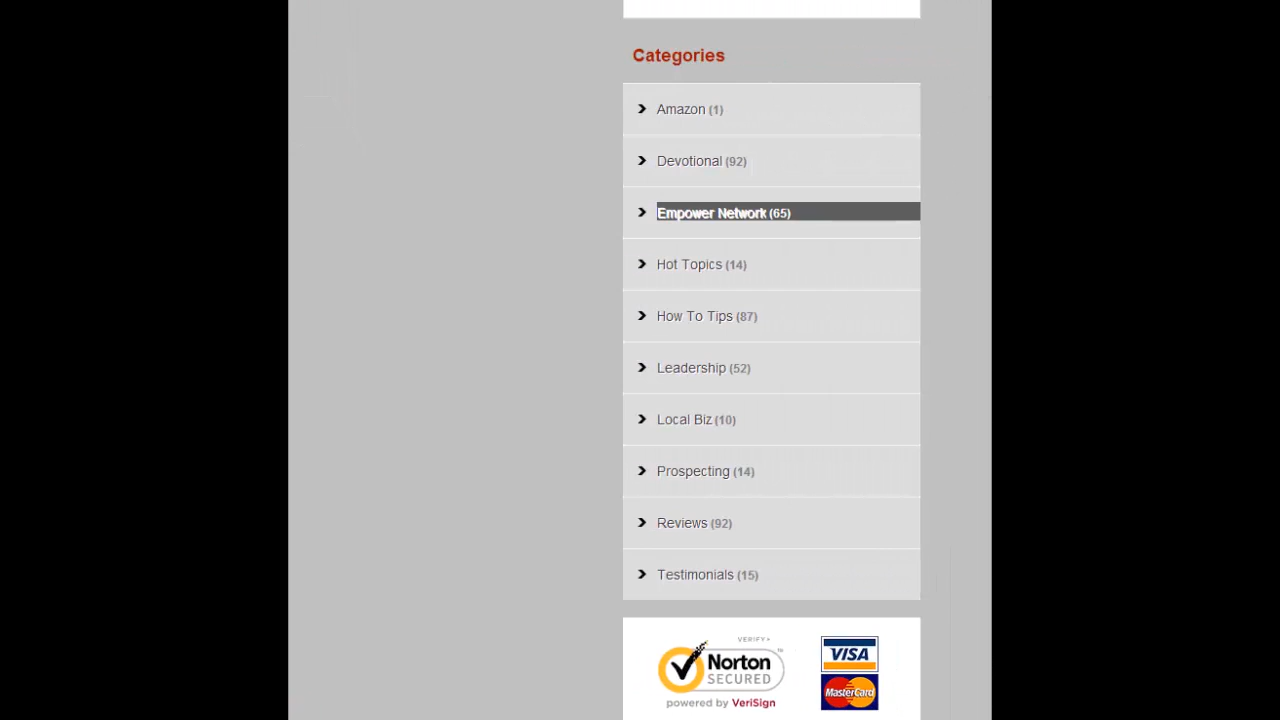 Categories
Amazon (1)
Devotional (92)
Empower Network (65)
Hot Topics (14)
How To Tips (87)
Leadership (52)
Local Biz (10)
Prospecting (14)
Reviews (92)
Testimonials (15)
VERIFY>
Norton™
SECURED
powered by VeriSign
VISA
MasterCard